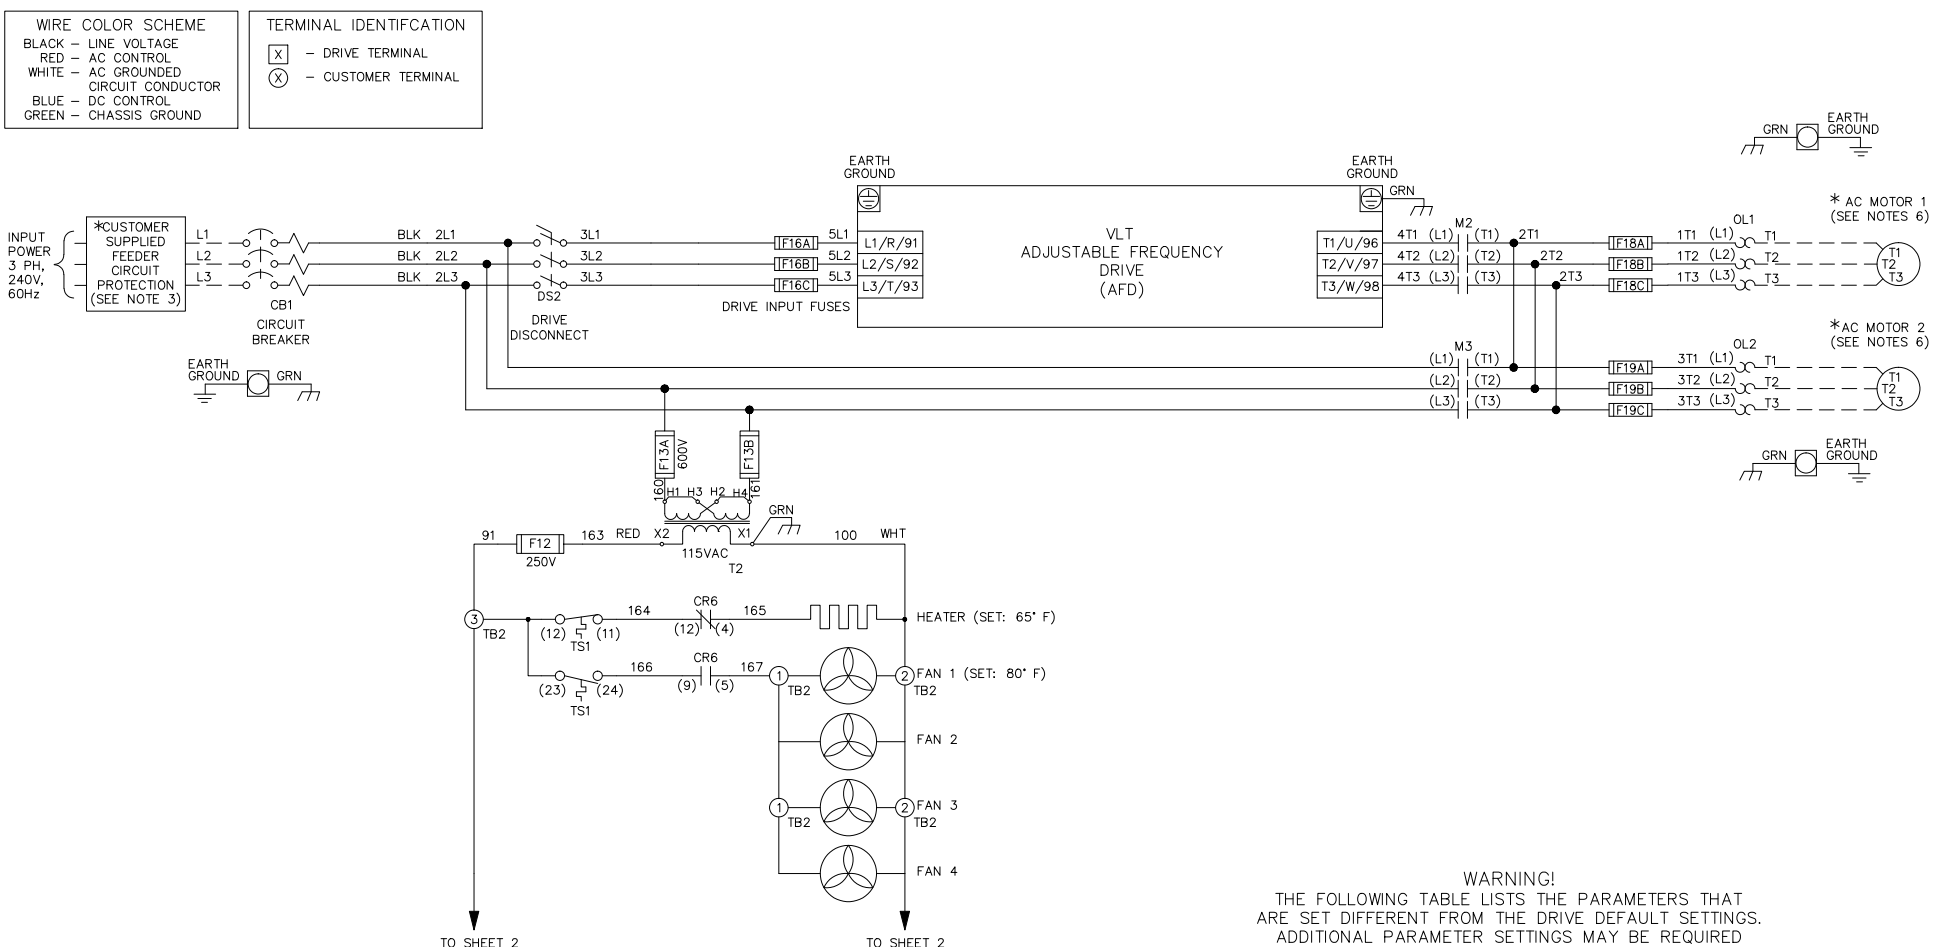 WIRE COLOR SCHEME
BLACK – LINE VOLTAGE
RED – AC CONTROL
WHITE – AC GROUNDED
CIRCUIT CONDUCTOR
BLUE – DC CONTROL
GREEN – CHASSIS GROUND
TERMINAL IDENTIFCATION
X – DRIVE TERMINAL
X – CUSTOMER TERMINAL
GRN
EARTH
GROUND
INPUT
POWER
3 PH,
240V,
60Hz
*CUSTOMER
SUPPLIED
FEEDER
CIRCUIT
PROTECTION
(SEE NOTE 3)
L1
L2
L3
CB1
CIRCUIT
BREAKER
BLK 2L1
BLK 2L2
BLK 2L3
DS2
DRIVE
DISCONNECT
3L1
3L2
3L3
F16A
F16B
F16C
DRIVE INPUT FUSES
5L1
5L2
5L3
EARTH
GROUND
L1/R/91
L2/S/92
L3/T/93
VLT
ADJUSTABLE FREQUENCY
DRIVE
(AFD)
EARTH
GROUND
GRN
T1/U/96
T2/V/97
T3/W/98
M2
4T1 (L1) (T1) 2T1
4T2 (L2) (T2) 2T2
4T3 (L3) (T3) 2T3
F18A
F18B
F18C
OL1
1T1 (L1) T1
1T2 (L2) T2
1T3 (L3) T3
* AC MOTOR 1
(SEE NOTES 6)
T1
T2
T3
EARTH
GROUND
GRN
M3
(L1) (T1)
(L2) (T2)
(L3) (T3)
F19A
F19B
F19C
OL2
3T1 (L1) T1
3T2 (L2) T2
3T3 (L3) T3
*AC MOTOR 2
(SEE NOTES 6)
T1
T2
T3
GRN
EARTH
GROUND
F13A
600V
F13B
160
161
H1 H3 H2 H4
GRN
91
F12
250V
163 RED X2
X1
115VAC
T2
100 WHT
3
TB2
(12) (11)
TS1
164
CR6
(12) (4)
165
HEATER (SET: 65° F)
(23) (24)
TS1
166
CR6
(9) (5)
167
1
TB2
2
TB2
FAN 1 (SET: 80° F)
FAN 2
1
TB2
2
TB2
FAN 3
FAN 4
TO SHEET 2
TO SHEET 2
WARNING!
THE FOLLOWING TABLE LISTS THE PARAMETERS THAT
ARE SET DIFFERENT FROM THE DRIVE DEFAULT SETTINGS.
ADDITIONAL PARAMETER SETTINGS MAY BE REQUIRED